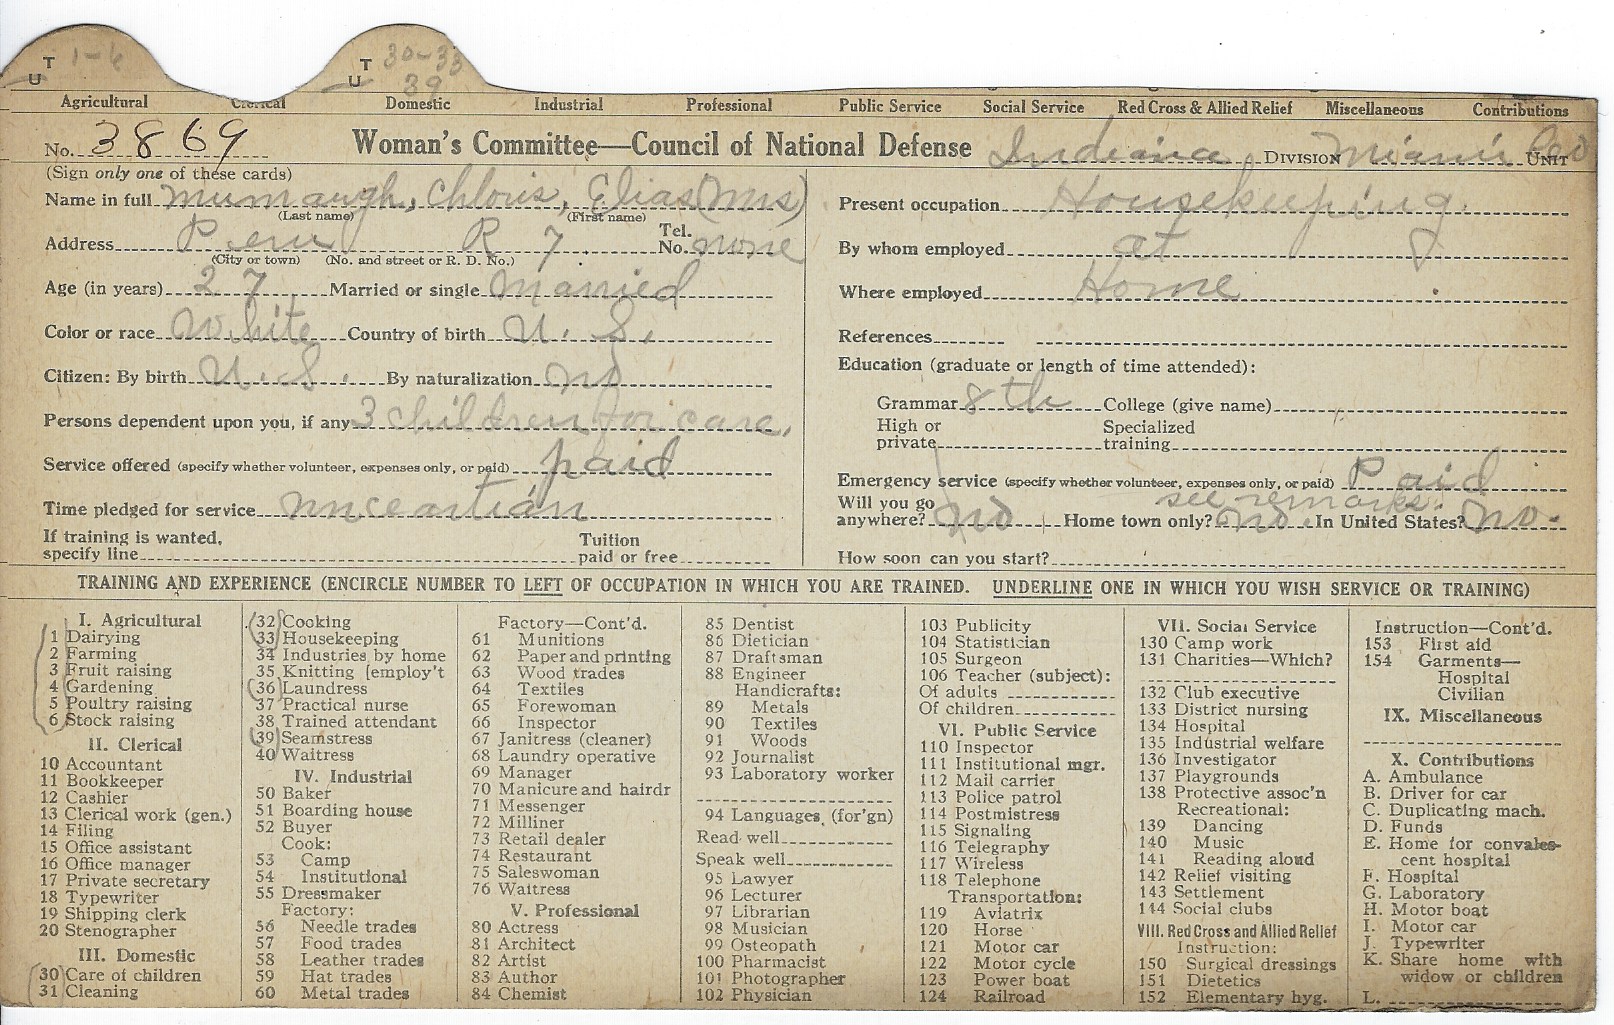 T 1-6 T 30-33
U U 39
Agricultural Clerical Domestic Industrial Professional Public Service Social Service Red Cross & Allied Relief Miscellaneous Contributions
No. 3869 Woman's Committee—Council of National Defense Indiana, DIVISION Miami Co UNIT
(Sign only one of these cards)
Name in full Mumaugh, Chloris, Elias (Mrs)
(Last name) (First name)
Address Peru R 7 Tel. No. none
(City or town) (No. and street or R. D. No.)
Age (in years) 27 Married or single Married
Color or race White Country of birth U. S.
Citizen: By birth U. S. By naturalization no
Persons dependent upon you, if any 3 children for care.
Service offered (specify whether volunteer, expenses only, or paid) paid
Time pledged for service
If training is wanted, specify line Tuition paid or free
Present occupation Housekeeping.
By whom employed at
Where employed Home
References
Education (graduate or length of time attended):
Grammar 8th College (give name)
High or private Specialized training
Emergency service (specify whether volunteer, expenses only, or paid) Paid
see remarks.
Will you go anywhere? no Home town only? no. In United States? no.
How soon can you start?
TRAINING AND EXPERIENCE (ENCIRCLE NUMBER TO LEFT OF OCCUPATION IN WHICH YOU ARE TRAINED. UNDERLINE ONE IN WHICH YOU WISH SERVICE OR TRAINING)
I. Agricultural
1 Dairying
2 Farming
3 Fruit raising
4 Gardening
5 Poultry raising
6 Stock raising
II. Clerical
10 Accountant
11 Bookkeeper
12 Cashier
13 Clerical work (gen.)
14 Filing
15 Office assistant
16 Office manager
17 Private secretary
18 Typewriter
19 Shipping clerk
20 Stenographer
III. Domestic
30 Care of children
31 Cleaning
32 Cooking
33 Housekeeping
34 Industries by home
35 Knitting [employ't
36 Laundress
37 Practical nurse
38 Trained attendant
39 Seamstress
40 Waitress
IV. Industrial
50 Baker
51 Boarding house
52 Buyer
Cook:
53 Camp
54 Institutional
55 Dressmaker
Factory:
56 Needle trades
57 Food trades
58 Leather trades
59 Hat trades
60 Metal trades
Factory—Cont'd.
61 Munitions
62 Paper and printing
63 Wood trades
64 Textiles
65 Forewoman
66 Inspector
67 Janitress (cleaner)
68 Laundry operative
69 Manager
70 Manicure and hairdr
71 Messenger
72 Milliner
73 Retail dealer
74 Restaurant
75 Saleswoman
76 Waitress
V. Professional
80 Actress
81 Architect
82 Artist
83 Author
84 Chemist
85 Dentist
86 Dietician
87 Draftsman
88 Engineer
Handicrafts:
89 Metals
90 Textiles
91 Woods
92 Journalist
93 Laboratory worker
94 Languages (for'gn)
Read well
Speak well
95 Lawyer
96 Lecturer
97 Librarian
98 Musician
99 Osteopath
100 Pharmacist
101 Photographer
102 Physician
103 Publicity
104 Statistician
105 Surgeon
106 Teacher (subject):
Of adults
Of children
VI. Public Service
110 Inspector
111 Institutional mgr.
112 Mail carrier
113 Police patrol
114 Postmistress
115 Signaling
116 Telegraphy
117 Wireless
118 Telephone
Transportation:
119 Aviatrix
120 Horse
121 Motor car
122 Motor cycle
123 Power boat
124 Railroad
VII. Social Service
130 Camp work
131 Charities—Which?
132 Club executive
133 District nursing
134 Hospital
135 Industrial welfare
136 Investigator
137 Playgrounds
138 Protective assoc'n
Recreational:
139 Dancing
140 Music
141 Reading aloud
142 Relief visiting
143 Settlement
144 Social clubs
VIII. Red Cross and Allied Relief
Instruction:
150 Surgical dressings
151 Dietetics
152 Elementary hyg.
Instruction—Cont'd.
153 First aid
154 Garments—
Hospital
Civilian
IX. Miscellaneous
X. Contributions
A. Ambulance
B. Driver for car
C. Duplicating mach.
D. Funds
E. Home for convales-
cent hospital
F. Hospital
G. Laboratory
H. Motor boat
I. Motor car
J. Typewriter
K. Share home with
widow or children
L.